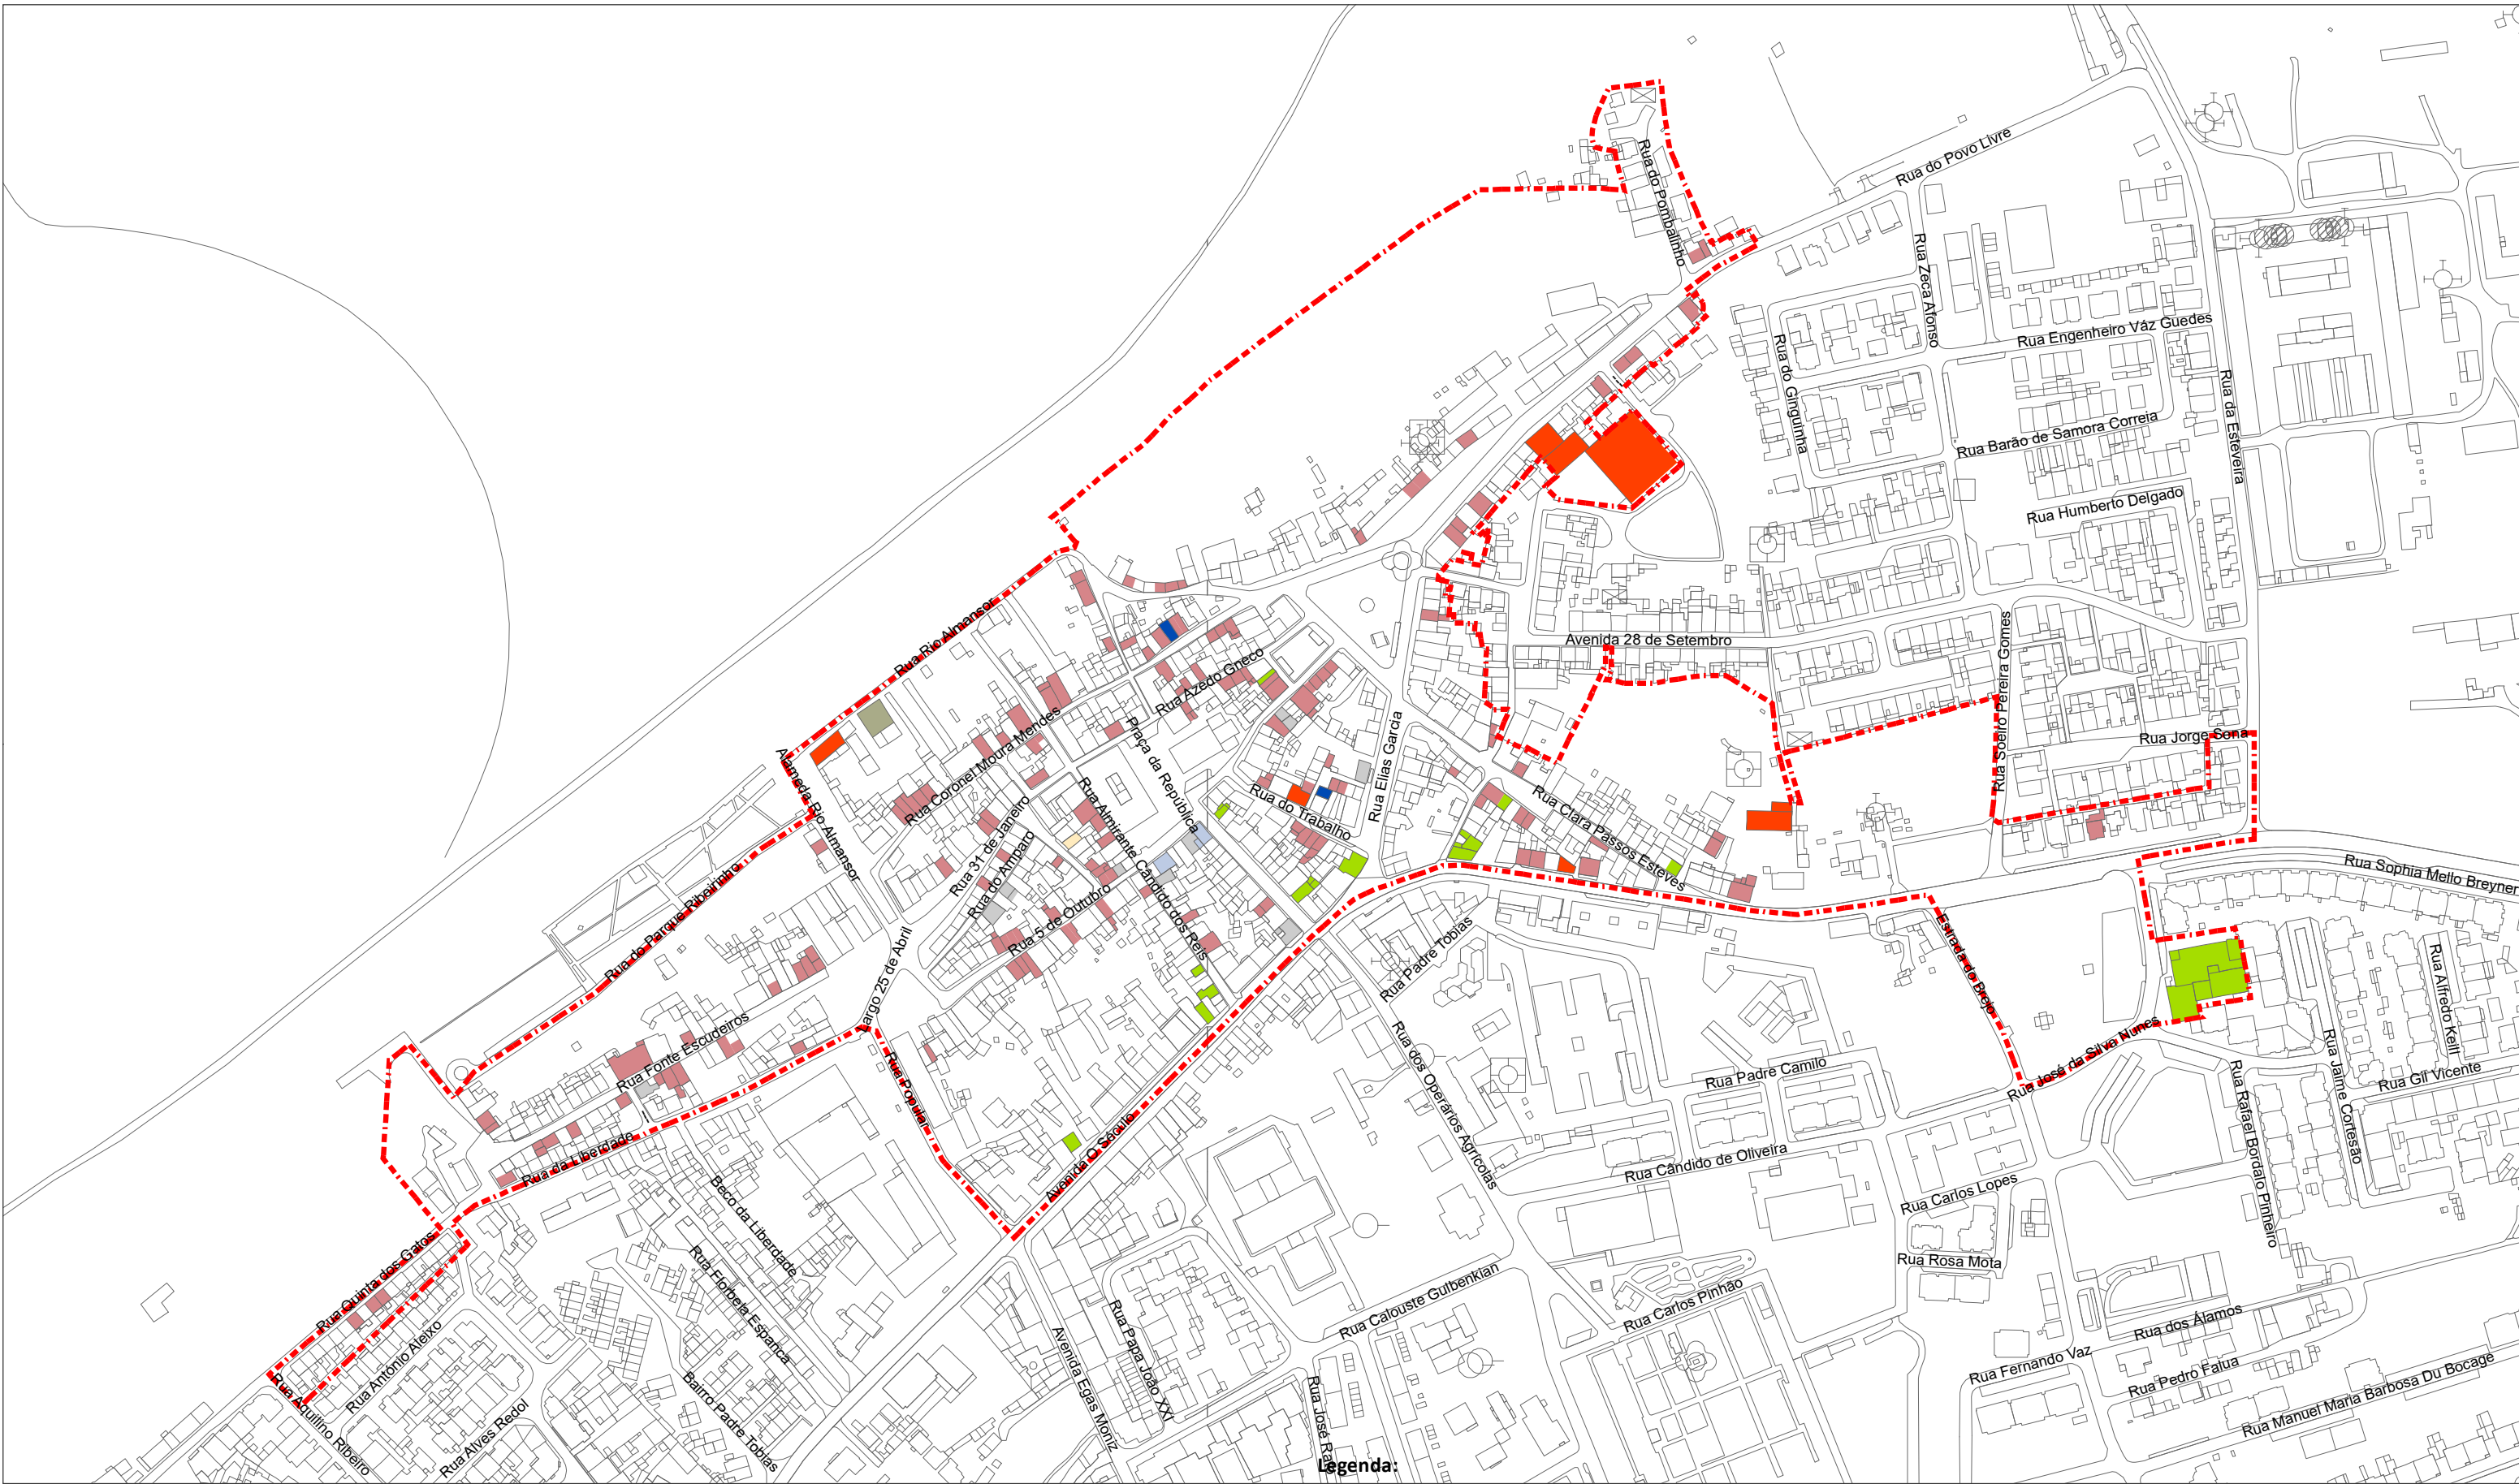 Rua do Povo Livre
Rua do Pombalinho
Rua Zeca Afonso
Rua Engenheiro Váz Guedes
Rua do Ginguinha
Rua da Esteveira
Rua Barão de Samora Correia
Rua Humberto Delgado
Rua Rio Almansor
Avenida 28 de Setembro
Rua Azedo Gneco
Rua Soeiro Pereira Gomes
Rua Jorge Sena
Rua Elias Garcia
Praça da República
Rua Coronel Moura Mendes
Alameda Rio Almansor
Rua do Trabalho
Rua Clara Passos Esteves
Rua Almirante Cândido dos Reis
Rua 31 de Janeiro
Rua do Amparo
Rua 5 de Outubro
Rua Sophia Mello Breyner
Rua do Parque Ribeirinho
Rua Padre Tobias
Estrada do Brejo
Largo 25 de Abril
Rua Alfredo Keill
Rua Fonte Escudeiros
Rua Popular
Rua dos Operários Agrícolas
Rua Padre Camilo
Rua José da Silva Nunes
Rua Jaime Cortesão
Rua Gil Vicente
Rua Rafael Bordalo Pinheiro
Rua da Liberdade
Avenida O Século
Rua Cândido de Oliveira
Rua Carlos Lopes
Beco da Liberdade
Rua Quinta dos Gatos
Rua Florbela Espanca
Rua Rosa Mota
Rua Calouste Gulbenkian
Rua Carlos Pinhão
Rua António Aleixo
Rua Papa João XXI
Avenida Egas Moniz
Rua dos Álamos
Rua Fernando Vaz
Rua Pedro Falua
Rua Manuel Maria Barbosa Du Bocage
Rua Aquilino Ribeiro
Rua Alves Redol
Bairro Padre Tobias
Rua José Ra
Legenda: